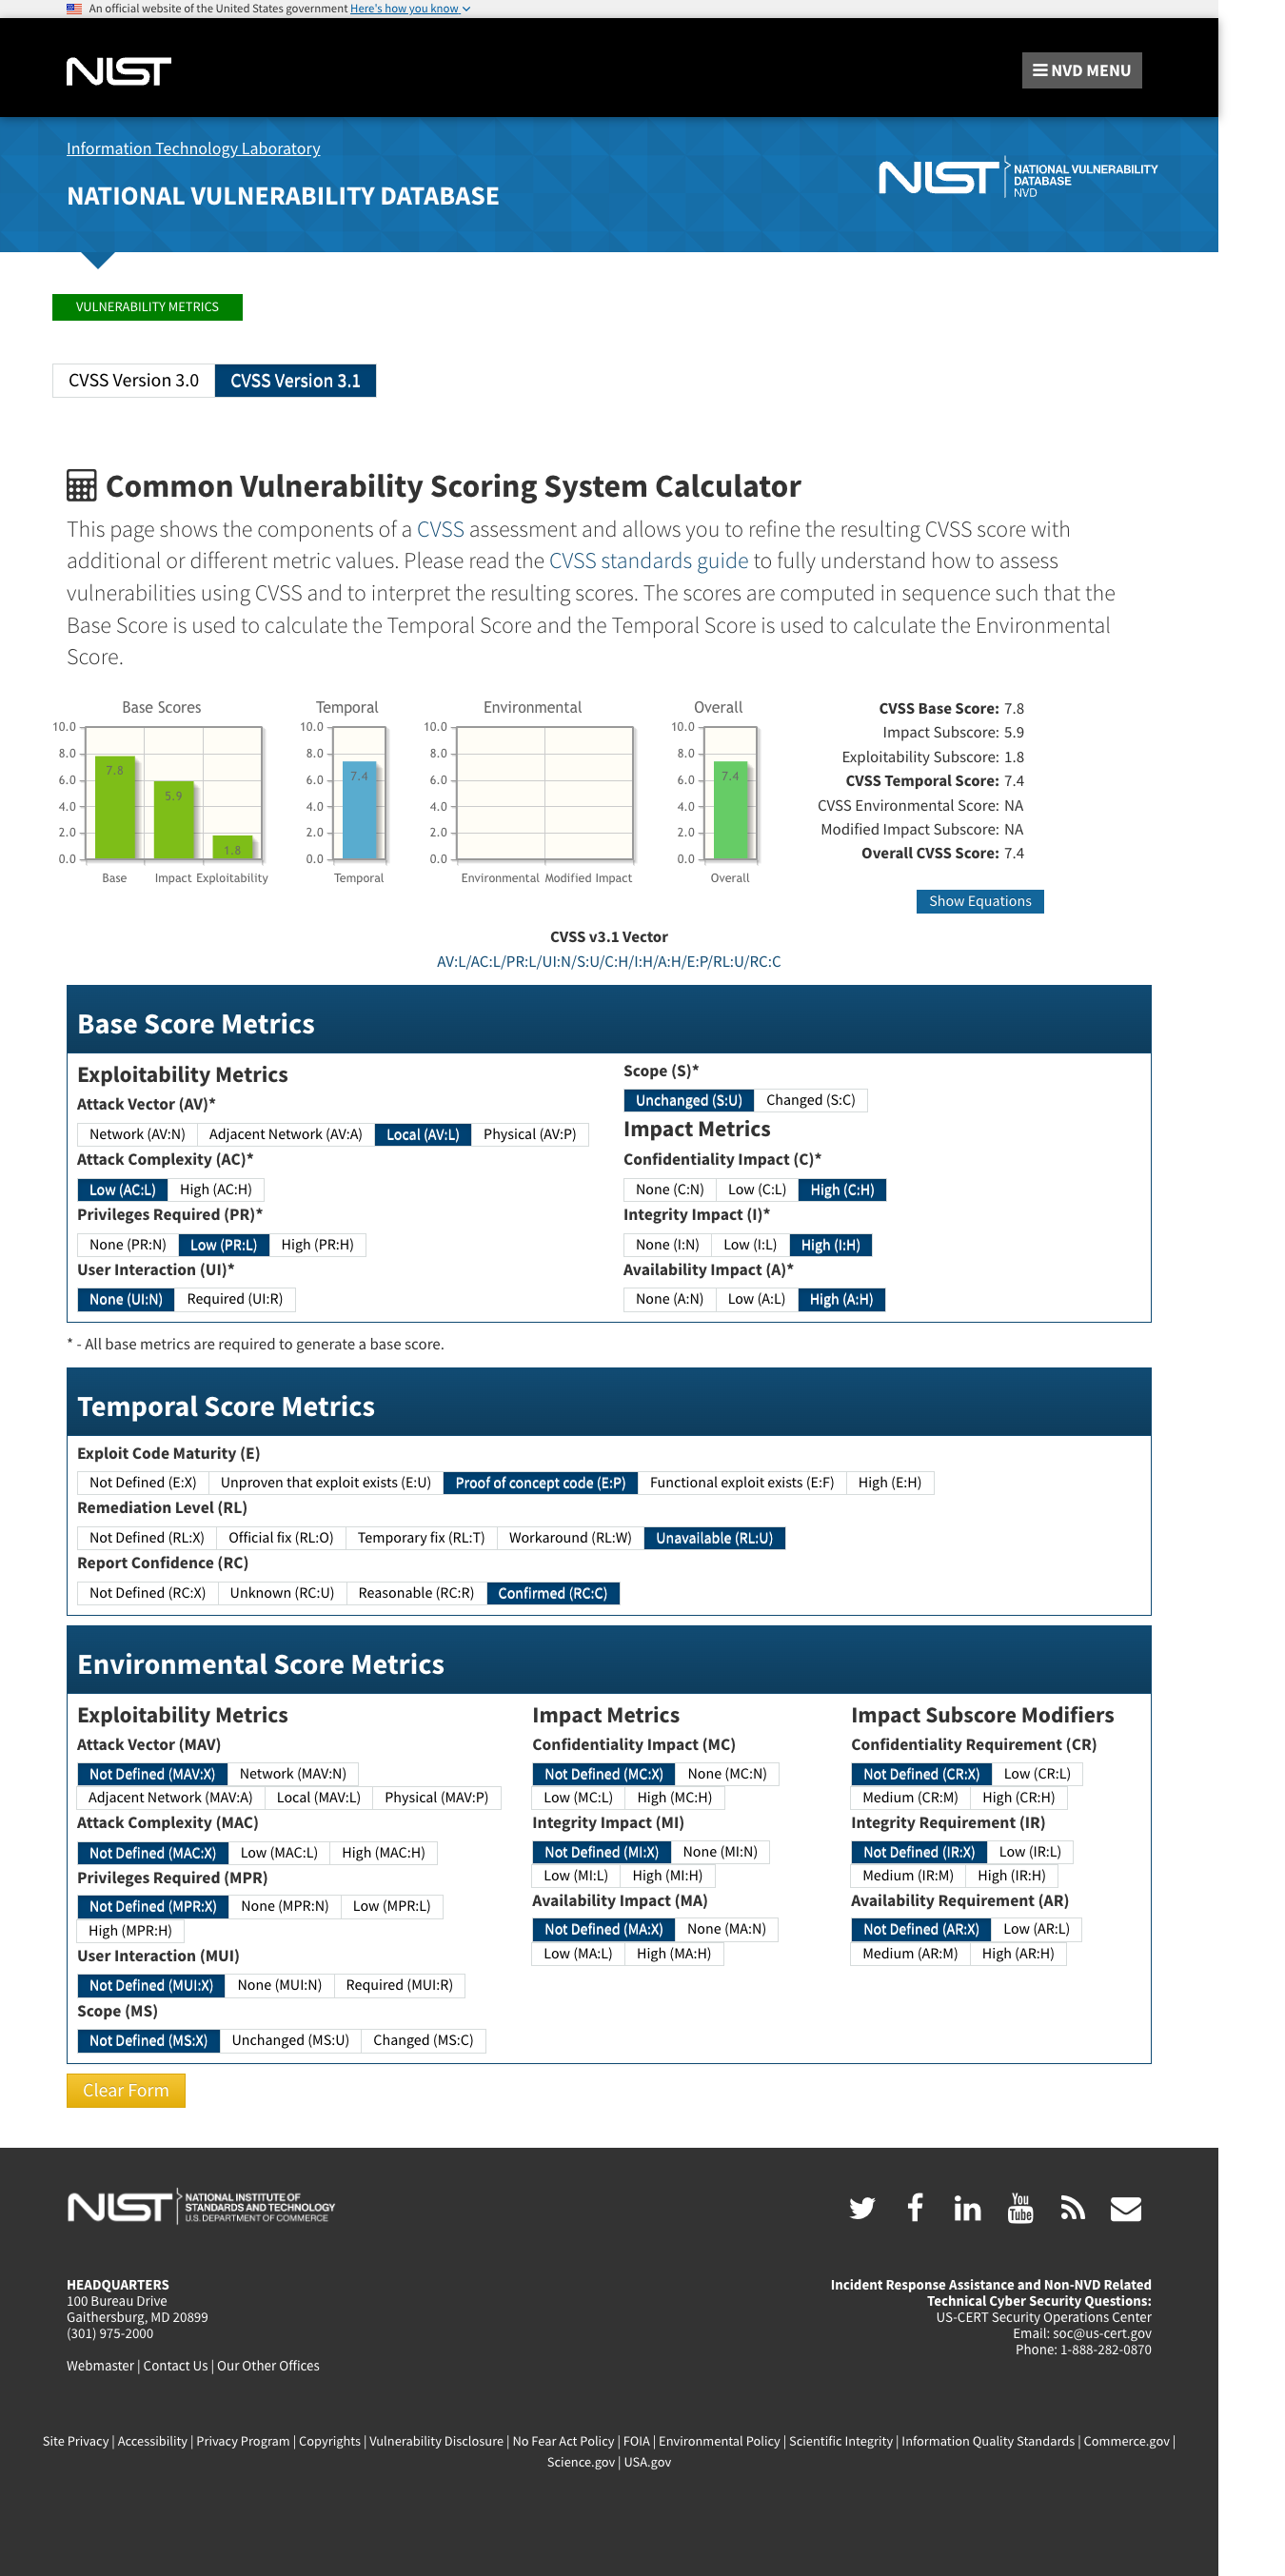 An official website of the United States government Here's how you know
NIST
NVD MENU
Information Technology Laboratory
NATIONAL VULNERABILITY DATABASE
NIST NATIONAL VULNERABILITY
DATABASE
NVD
VULNERABILITY METRICS
CVSS Version 3.0 CVSS Version 3.1
Common Vulnerability Scoring System Calculator
This page shows the components of a CVSS assessment and allows you to refine the resulting CVSS score with
additional or different metric values. Please read the CVSS standards guide to fully understand how to assess
vulnerabilities using CVSS and to interpret the resulting scores. The scores are computed in sequence such that the
Base Score is used to calculate the Temporal Score and the Temporal Score is used to calculate the Environmental
Score.
Base Scores
10.0
8.0
6.0
4.0
2.0
0.0
7.8
5.9
1.8
Base Impact Exploitability
Temporal
10.0
8.0
6.0
4.0
2.0
0.0
7.4
Temporal
Environmental
10.0
8.0
6.0
4.0
2.0
0.0
Environmental Modified Impact
Overall
10.0
8.0
6.0
4.0
2.0
0.0
7.4
Overall
CVSS Base Score: 7.8
Impact Subscore: 5.9
Exploitability Subscore: 1.8
CVSS Temporal Score: 7.4
CVSS Environmental Score: NA
Modified Impact Subscore: NA
Overall CVSS Score: 7.4
Show Equations
CVSS v3.1 Vector
AV:L/AC:L/PR:L/UI:N/S:U/C:H/I:H/A:H/E:P/RL:U/RC:C
Base Score Metrics
Exploitability Metrics
Attack Vector (AV)*
Network (AV:N) Adjacent Network (AV:A) Local (AV:L) Physical (AV:P)
Attack Complexity (AC)*
Low (AC:L) High (AC:H)
Privileges Required (PR)*
None (PR:N) Low (PR:L) High (PR:H)
User Interaction (UI)*
None (UI:N) Required (UI:R)
Scope (S)*
Unchanged (S:U) Changed (S:C)
Impact Metrics
Confidentiality Impact (C)*
None (C:N) Low (C:L) High (C:H)
Integrity Impact (I)*
None (I:N) Low (I:L) High (I:H)
Availability Impact (A)*
None (A:N) Low (A:L) High (A:H)
* - All base metrics are required to generate a base score.
Temporal Score Metrics
Exploit Code Maturity (E)
Not Defined (E:X) Unproven that exploit exists (E:U) Proof of concept code (E:P) Functional exploit exists (E:F) High (E:H)
Remediation Level (RL)
Not Defined (RL:X) Official fix (RL:O) Temporary fix (RL:T) Workaround (RL:W) Unavailable (RL:U)
Report Confidence (RC)
Not Defined (RC:X) Unknown (RC:U) Reasonable (RC:R) Confirmed (RC:C)
Environmental Score Metrics
Exploitability Metrics
Attack Vector (MAV)
Not Defined (MAV:X) Network (MAV:N)
Adjacent Network (MAV:A) Local (MAV:L) Physical (MAV:P)
Attack Complexity (MAC)
Not Defined (MAC:X) Low (MAC:L) High (MAC:H)
Privileges Required (MPR)
Not Defined (MPR:X) None (MPR:N) Low (MPR:L)
High (MPR:H)
User Interaction (MUI)
Not Defined (MUI:X) None (MUI:N) Required (MUI:R)
Scope (MS)
Not Defined (MS:X) Unchanged (MS:U) Changed (MS:C)
Impact Metrics
Confidentiality Impact (MC)
Not Defined (MC:X) None (MC:N)
Low (MC:L) High (MC:H)
Integrity Impact (MI)
Not Defined (MI:X) None (MI:N)
Low (MI:L) High (MI:H)
Availability Impact (MA)
Not Defined (MA:X) None (MA:N)
Low (MA:L) High (MA:H)
Impact Subscore Modifiers
Confidentiality Requirement (CR)
Not Defined (CR:X) Low (CR:L)
Medium (CR:M) High (CR:H)
Integrity Requirement (IR)
Not Defined (IR:X) Low (IR:L)
Medium (IR:M) High (IR:H)
Availability Requirement (AR)
Not Defined (AR:X) Low (AR:L)
Medium (AR:M) High (AR:H)
Clear Form
NIST NATIONAL INSTITUTE OF
STANDARDS AND TECHNOLOGY
U.S. DEPARTMENT OF COMMERCE
You
Tube
HEADQUARTERS
100 Bureau Drive
Gaithersburg, MD 20899
(301) 975-2000
Webmaster | Contact Us | Our Other Offices
Incident Response Assistance and Non-NVD Related
Technical Cyber Security Questions:
US-CERT Security Operations Center
Email: soc@us-cert.gov
Phone: 1-888-282-0870
Site Privacy | Accessibility | Privacy Program | Copyrights | Vulnerability Disclosure | No Fear Act Policy | FOIA | Environmental Policy | Scientific Integrity | Information Quality Standards | Commerce.gov |
Science.gov | USA.gov